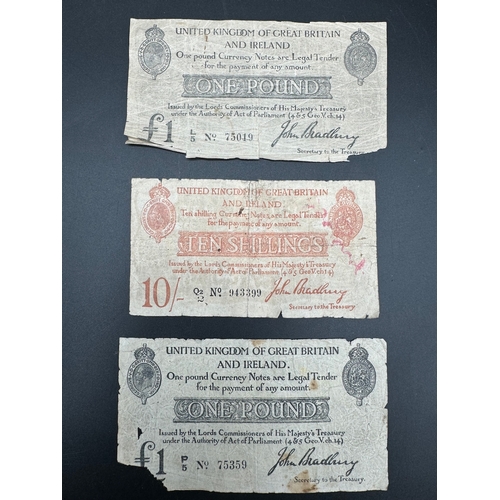 UNITED KINGDOM OF GREAT BRITAIN
AND IRELAND
One pound Currency Notes are Legal Tender
for the payment of any amount.
ONE POUND
Issued by the Lords Commissioners of His Majesty's Treasury
under the Authority of Act of Parliament (4 & 5 Geo. V. ch. 14)
£1 L/5 No 75049 John Bradbury
Secretary to the Treasury.
UNITED KINGDOM OF GREAT BRITAIN
AND IRELAND.
Ten shilling Currency Notes are Legal Tender
for the payment of any amount.
TEN SHILLINGS
Issued by the Lords Commissioners of His Majesty's Treasury
under the Authority of Act of Parliament (4 & 5 Geo. V. ch. 14)
10/- Q2/2 No 943399 John Bradbury
Secretary to the Treasury.
UNITED KINGDOM OF GREAT BRITAIN
AND IRELAND.
One pound Currency Notes are Legal Tender
for the payment of any amount.
ONE POUND
Issued by the Lords Commissioners of His Majesty's Treasury
under the Authority of Act of Parliament (4 & 5 Geo. V. ch. 14)
£1 P/5 No 75359 John Bradbury
Secretary to the Treasury.